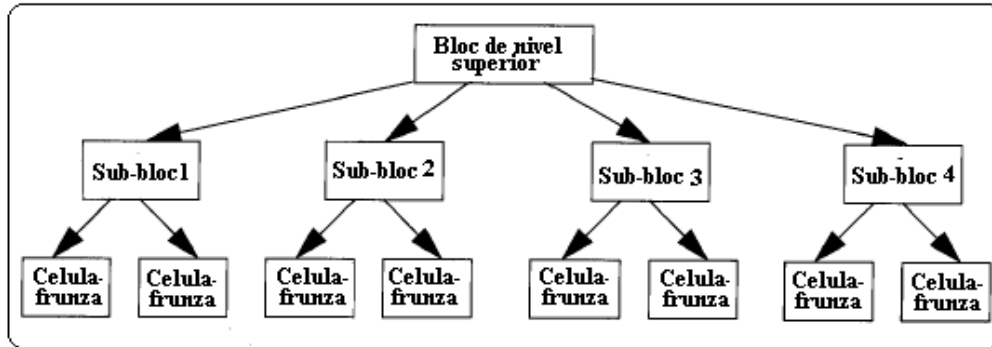 Bloc de nivel
superior
Sub-bloc1
Sub-bloc 2
Sub-bloc 3
Sub-bloc 4
Celula-
frunza
Celula-
frunza
Celula-
frunza
Celula-
frunza
Celula-
frunza
Celula-
frunza
Celula-
frunza
Celula-
frunza